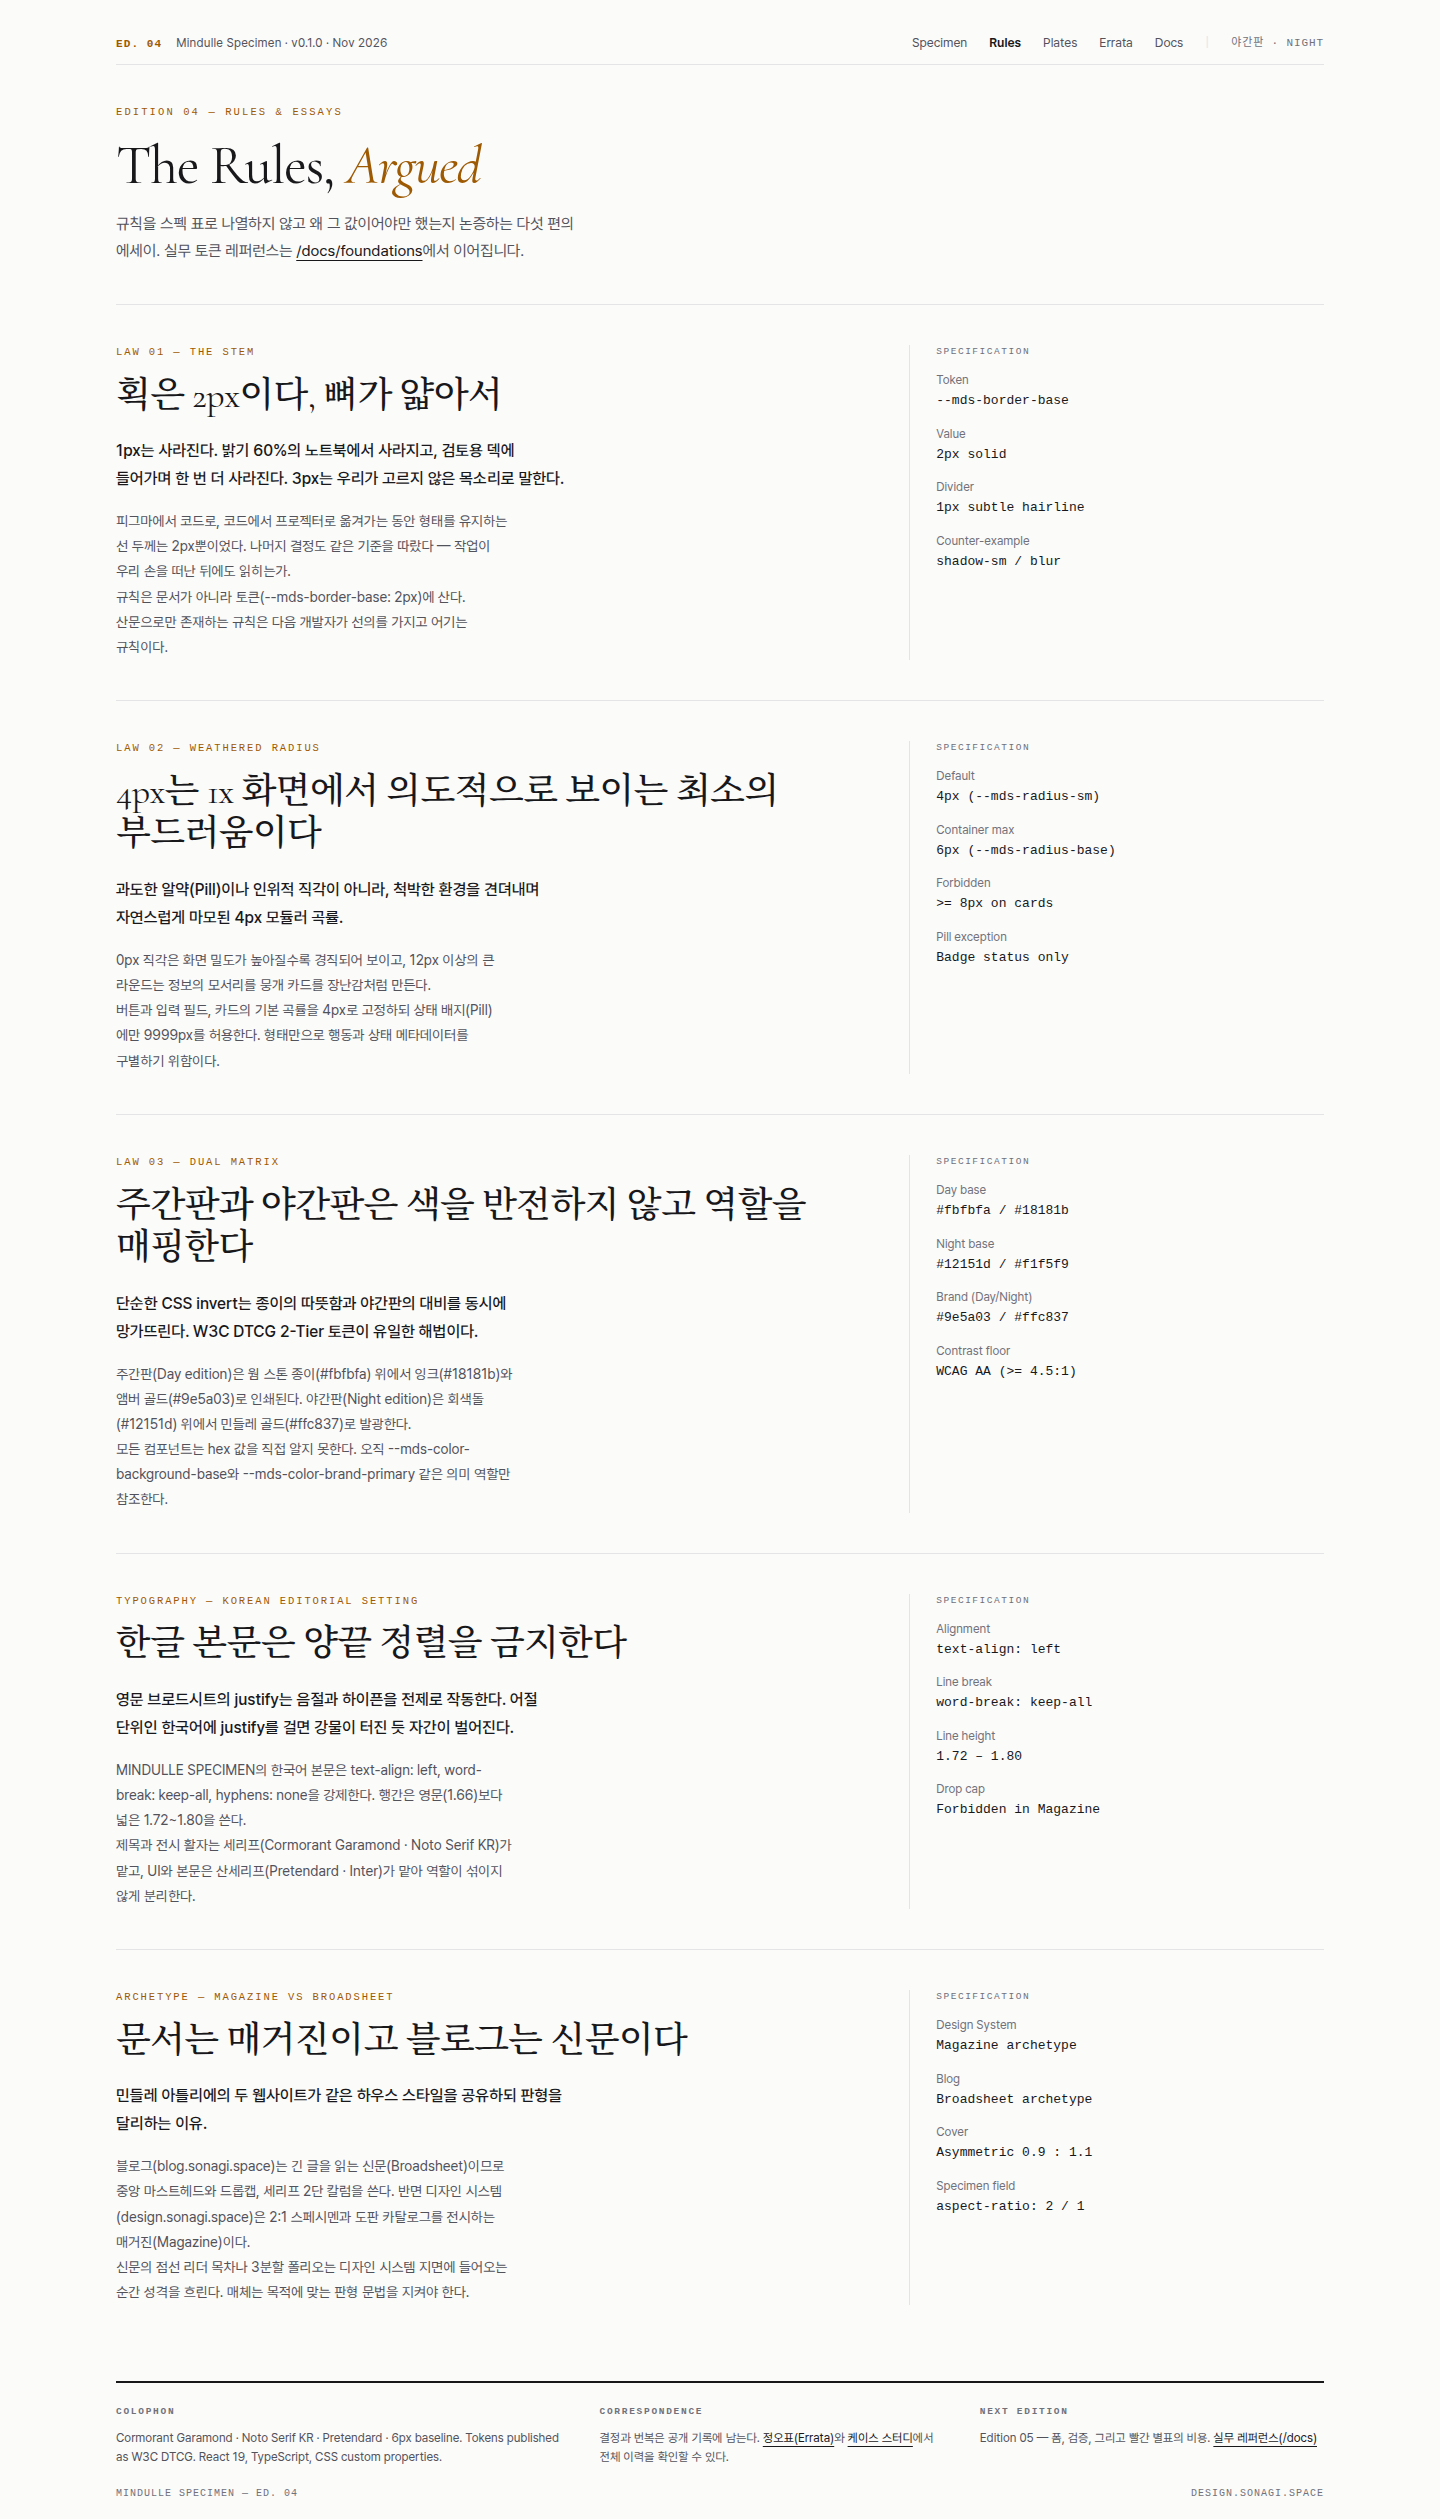 ED. 04 Mindulle Specimen · v0.1.0 · Nov 2026
Specimen Rules Plates Errata Docs 야간판 · NIGHT
EDITION 04 — RULES & ESSAYS
The Rules, Argued
규칙을 스펙 표로 나열하지 않고 왜 그 값이어야만 했는지 논증하는 다섯 편의
에세이. 실무 토큰 레퍼런스는 /docs/foundations에서 이어집니다.
LAW 01 — THE STEM
획은 2px이다, 뼈가 얇아서
1px는 사라진다. 밝기 60%의 노트북에서 사라지고, 검토용 덱에
들어가며 한 번 더 사라진다. 3px는 우리가 고르지 않은 목소리로 말한다.
피그마에서 코드로, 코드에서 프로젝터로 옮겨가는 동안 형태를 유지하는
선 두께는 2px뿐이었다. 나머지 결정도 같은 기준을 따랐다 — 작업이
우리 손을 떠난 뒤에도 읽히는가.
규칙은 문서가 아니라 토큰(--mds-border-base: 2px)에 산다.
산문으로만 존재하는 규칙은 다음 개발자가 선의를 가지고 어기는
규칙이다.
SPECIFICATION
Token
--mds-border-base
Value
2px solid
Divider
1px subtle hairline
Counter-example
shadow-sm / blur
LAW 02 — WEATHERED RADIUS
4px는 1x 화면에서 의도적으로 보이는 최소의
부드러움이다
과도한 알약(Pill)이나 인위적 직각이 아니라, 척박한 환경을 견뎌내며
자연스럽게 마모된 4px 모듈러 곡률.
0px 직각은 화면 밀도가 높아질수록 경직되어 보이고, 12px 이상의 큰
라운드는 정보의 모서리를 뭉개 카드를 장난감처럼 만든다.
버튼과 입력 필드, 카드의 기본 곡률을 4px로 고정하되 상태 배지(Pill)
에만 9999px를 허용한다. 형태만으로 행동과 상태 메타데이터를
구별하기 위함이다.
SPECIFICATION
Default
4px (--mds-radius-sm)
Container max
6px (--mds-radius-base)
Forbidden
>= 8px on cards
Pill exception
Badge status only
LAW 03 — DUAL MATRIX
주간판과 야간판은 색을 반전하지 않고 역할을
매핑한다
단순한 CSS invert는 종이의 따뜻함과 야간판의 대비를 동시에
망가뜨린다. W3C DTCG 2-Tier 토큰이 유일한 해법이다.
주간판(Day edition)은 웜 스톤 종이(#fbfbfa) 위에서 잉크(#18181b)와
앰버 골드(#9e5a03)로 인쇄된다. 야간판(Night edition)은 회색돌
(#12151d) 위에서 민들레 골드(#ffc837)로 발광한다.
모든 컴포넌트는 hex 값을 직접 알지 못한다. 오직 --mds-color-
background-base와 --mds-color-brand-primary 같은 의미 역할만
참조한다.
SPECIFICATION
Day base
#fbfbfa / #18181b
Night base
#12151d / #f1f5f9
Brand (Day/Night)
#9e5a03 / #ffc837
Contrast floor
WCAG AA (>= 4.5:1)
TYPOGRAPHY — KOREAN EDITORIAL SETTING
한글 본문은 양끝 정렬을 금지한다
영문 브로드시트의 justify는 음절과 하이픈을 전제로 작동한다. 어절
단위인 한국어에 justify를 걸면 강물이 터진 듯 자간이 벌어진다.
MINDULLE SPECIMEN의 한국어 본문은 text-align: left, word-
break: keep-all, hyphens: none을 강제한다. 행간은 영문(1.66)보다
넓은 1.72~1.80을 쓴다.
제목과 전시 활자는 세리프(Cormorant Garamond · Noto Serif KR)가
맡고, UI와 본문은 산세리프(Pretendard · Inter)가 맡아 역할이 섞이지
않게 분리한다.
SPECIFICATION
Alignment
text-align: left
Line break
word-break: keep-all
Line height
1.72 – 1.80
Drop cap
Forbidden in Magazine
ARCHETYPE — MAGAZINE VS BROADSHEET
문서는 매거진이고 블로그는 신문이다
민들레 아틀리에의 두 웹사이트가 같은 하우스 스타일을 공유하되 판형을
달리하는 이유.
블로그(blog.sonagi.space)는 긴 글을 읽는 신문(Broadsheet)이므로
중앙 마스트헤드와 드롭캡, 세리프 2단 칼럼을 쓴다. 반면 디자인 시스템
(design.sonagi.space)은 2:1 스페시멘과 도판 카탈로그를 전시하는
매거진(Magazine)이다.
신문의 점선 리더 목차나 3분할 폴리오는 디자인 시스템 지면에 들어오는
순간 성격을 흐린다. 매체는 목적에 맞는 판형 문법을 지켜야 한다.
SPECIFICATION
Design System
Magazine archetype
Blog
Broadsheet archetype
Cover
Asymmetric 0.9 : 1.1
Specimen field
aspect-ratio: 2 / 1
COLOPHON
Cormorant Garamond · Noto Serif KR · Pretendard · 6px baseline. Tokens published
as W3C DTCG. React 19, TypeScript, CSS custom properties.
CORRESPONDENCE
결정과 번복은 공개 기록에 남는다. 정오표(Errata)와 케이스 스터디에서
전체 이력을 확인할 수 있다.
NEXT EDITION
Edition 05 — 폼, 검증, 그리고 빨간 별표의 비용. 실무 레퍼런스(/docs)
MINDULLE SPECIMEN — ED. 04
DESIGN.SONAGI.SPACE